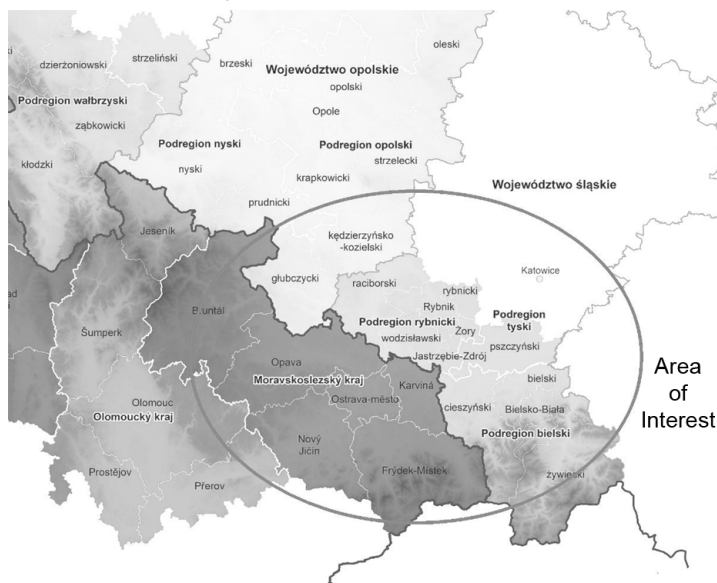 oleski
strzeliński
brzeski
dzierżoniowski
Województwo opolskie
opolski
Podregion wałbrzyski
Opole
ząbkowicki
Podregion nyski
Podregion opolski
strzelecki
kłodzki
nyski
krapkowicki
Województwo śląskie
prudnicki
Jeseník
kędzierzyńsko
-kozielski
Katowice
głubczycki
raciborski
rybnicki
Bruntál
Rybnik
Podregion
tyski
Podregion rybnicki
Żory
Šumperk
wodzisławski
pszczyński
Jastrzębie-Zdrój
Opava
Area
of
Interest
Moravskoslezský kraj
Karviná
bielski
Olomouc
Ostrava-město
cieszyński
Bielsko-Biała
Olomoucký kraj
Podregion bielski
Nový
Jičín
Prostějov
Frýdek-Místek
żywiecki
Přerov